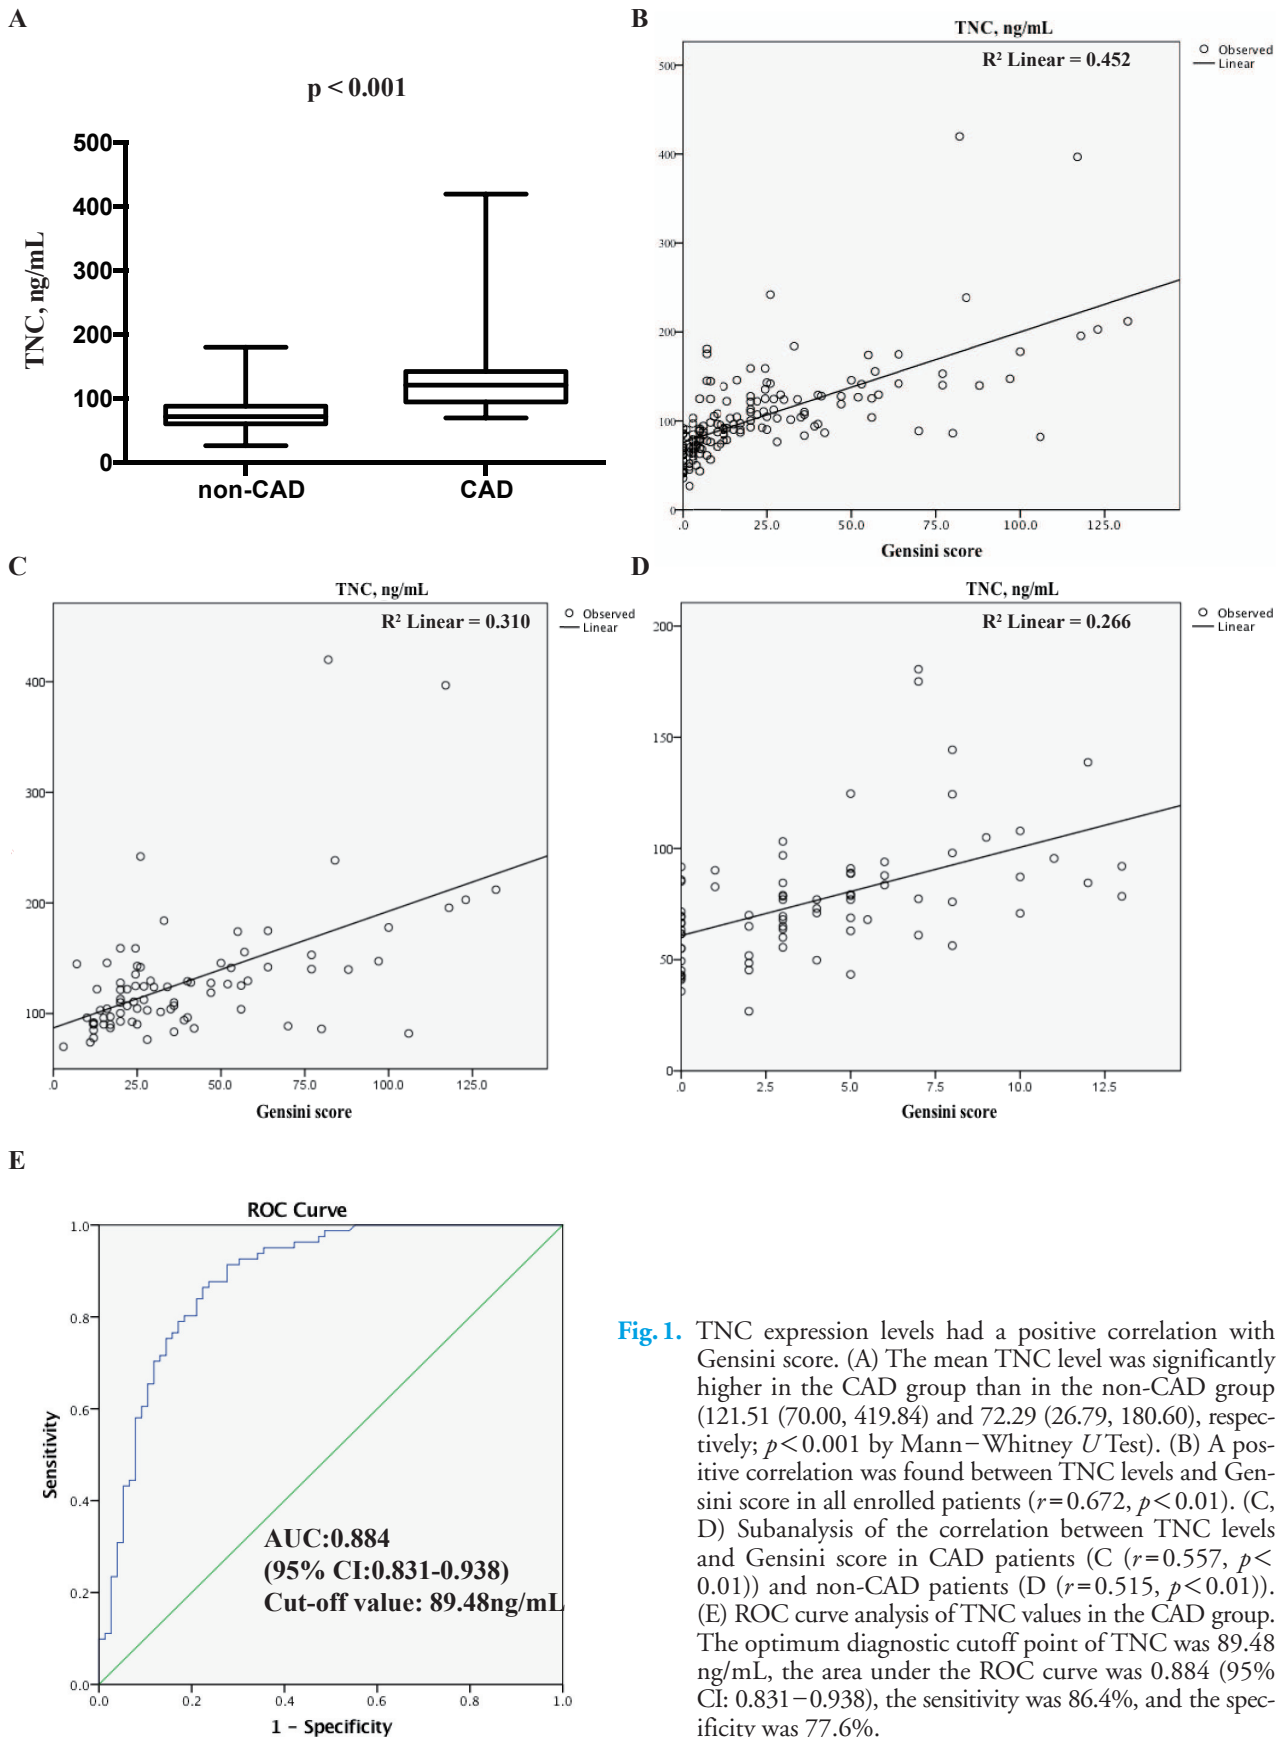 A
p < 0.001
TNC, ng/mL
500
400
300
200
100
0
non-CAD
CAD
B
TNC, ng/mL
R² Linear = 0.452
Observed
Linear
500
400
300
200
100
0
.0
25.0
50.0
75.0
100.0
125.0
Gensini score
C
TNC, ng/mL
R² Linear = 0.310
Observed
Linear
400
300
200
100
.0
25.0
50.0
75.0
100.0
125.0
Gensini score
D
TNC, ng/mL
R² Linear = 0.266
Observed
Linear
200
150
100
50
0
.0
2.5
5.0
7.5
10.0
12.5
Gensini score
E
ROC Curve
Sensitivity
1.0
0.8
0.6
0.4
0.2
0.0
AUC:0.884
(95% CI:0.831-0.938)
Cut-off value: 89.48ng/mL
0.0
0.2
0.4
0.6
0.8
1.0
1 - Specificity
Fig. 1. TNC expression levels had a positive correlation with
Gensini score. (A) The mean TNC level was significantly
higher in the CAD group than in the non-CAD group
(121.51 (70.00, 419.84) and 72.29 (26.79, 180.60), respec-
tively; p<0.001 by Mann−Whitney U Test). (B) A pos-
itive correlation was found between TNC levels and Gen-
sini score in all enrolled patients (r=0.672, p<0.01). (C,
D) Subanalysis of the correlation between TNC levels
and Gensini score in CAD patients (C (r=0.557, p<
0.01)) and non-CAD patients (D (r=0.515, p<0.01)).
(E) ROC curve analysis of TNC values in the CAD group.
The optimum diagnostic cutoff point of TNC was 89.48
ng/mL, the area under the ROC curve was 0.884 (95%
CI: 0.831−0.938), the sensitivity was 86.4%, and the spec-
ificity was 77.6%.